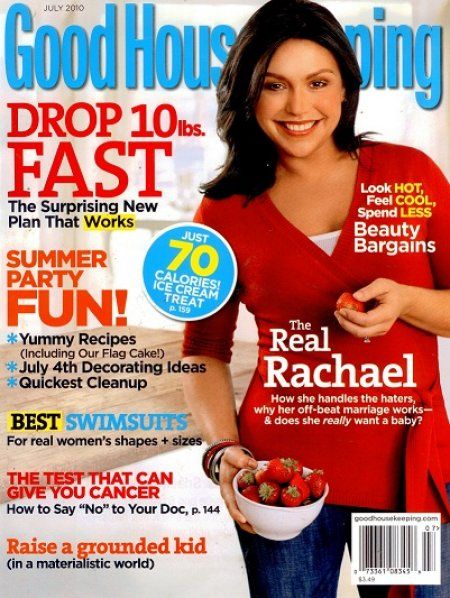 JULY 2010
Good Housekeeping
DROP 10 lbs.
FAST
The Surprising New
Plan That Works
JUST
70
CALORIES!
ICE CREAM
TREAT
p. 159
Look HOT,
Feel COOL,
Spend LESS
Beauty
Bargains
SUMMER
PARTY
FUN!
*Yummy Recipes
(Including Our Flag Cake!)
*July 4th Decorating Ideas
*Quickest Cleanup
The
Real
Rachael
How she handles the haters,
why her off-beat marriage works—
& does she really want a baby?
BEST SWIMSUITS
For real women's shapes + sizes
THE TEST THAT CAN
GIVE YOU CANCER
How to Say "No" to Your Doc, p. 144
Raise a grounded kid
(in a materialistic world)
goodhousekeeping.com
07
$3.49